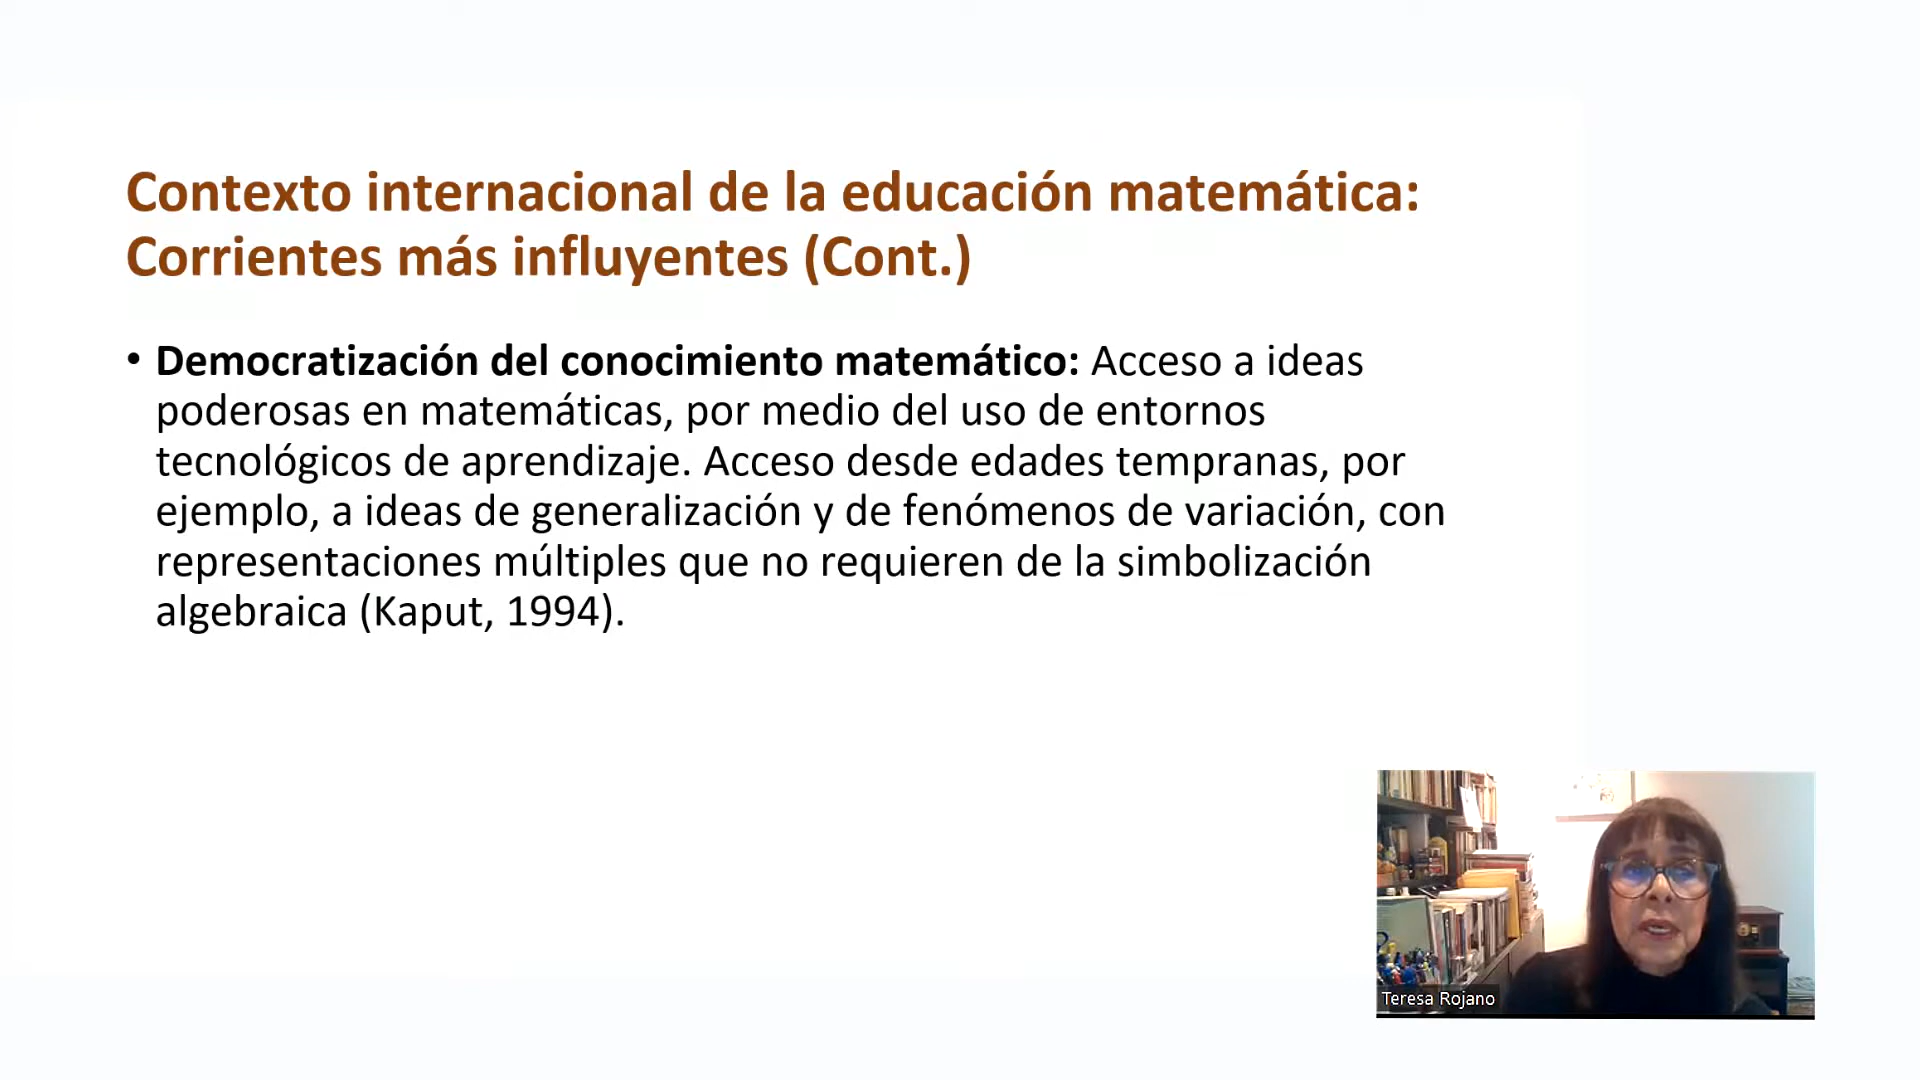 Contexto internacional de la educación matemática:
Corrientes más influyentes (Cont.)
• Democratización del conocimiento matemático: Acceso a ideas
poderosas en matemáticas, por medio del uso de entornos
tecnológicos de aprendizaje. Acceso desde edades tempranas, por
ejemplo, a ideas de generalización y de fenómenos de variación, con
representaciones múltiples que no requieren de la simbolización
algebraica (Kaput, 1994).
Teresa Rojano